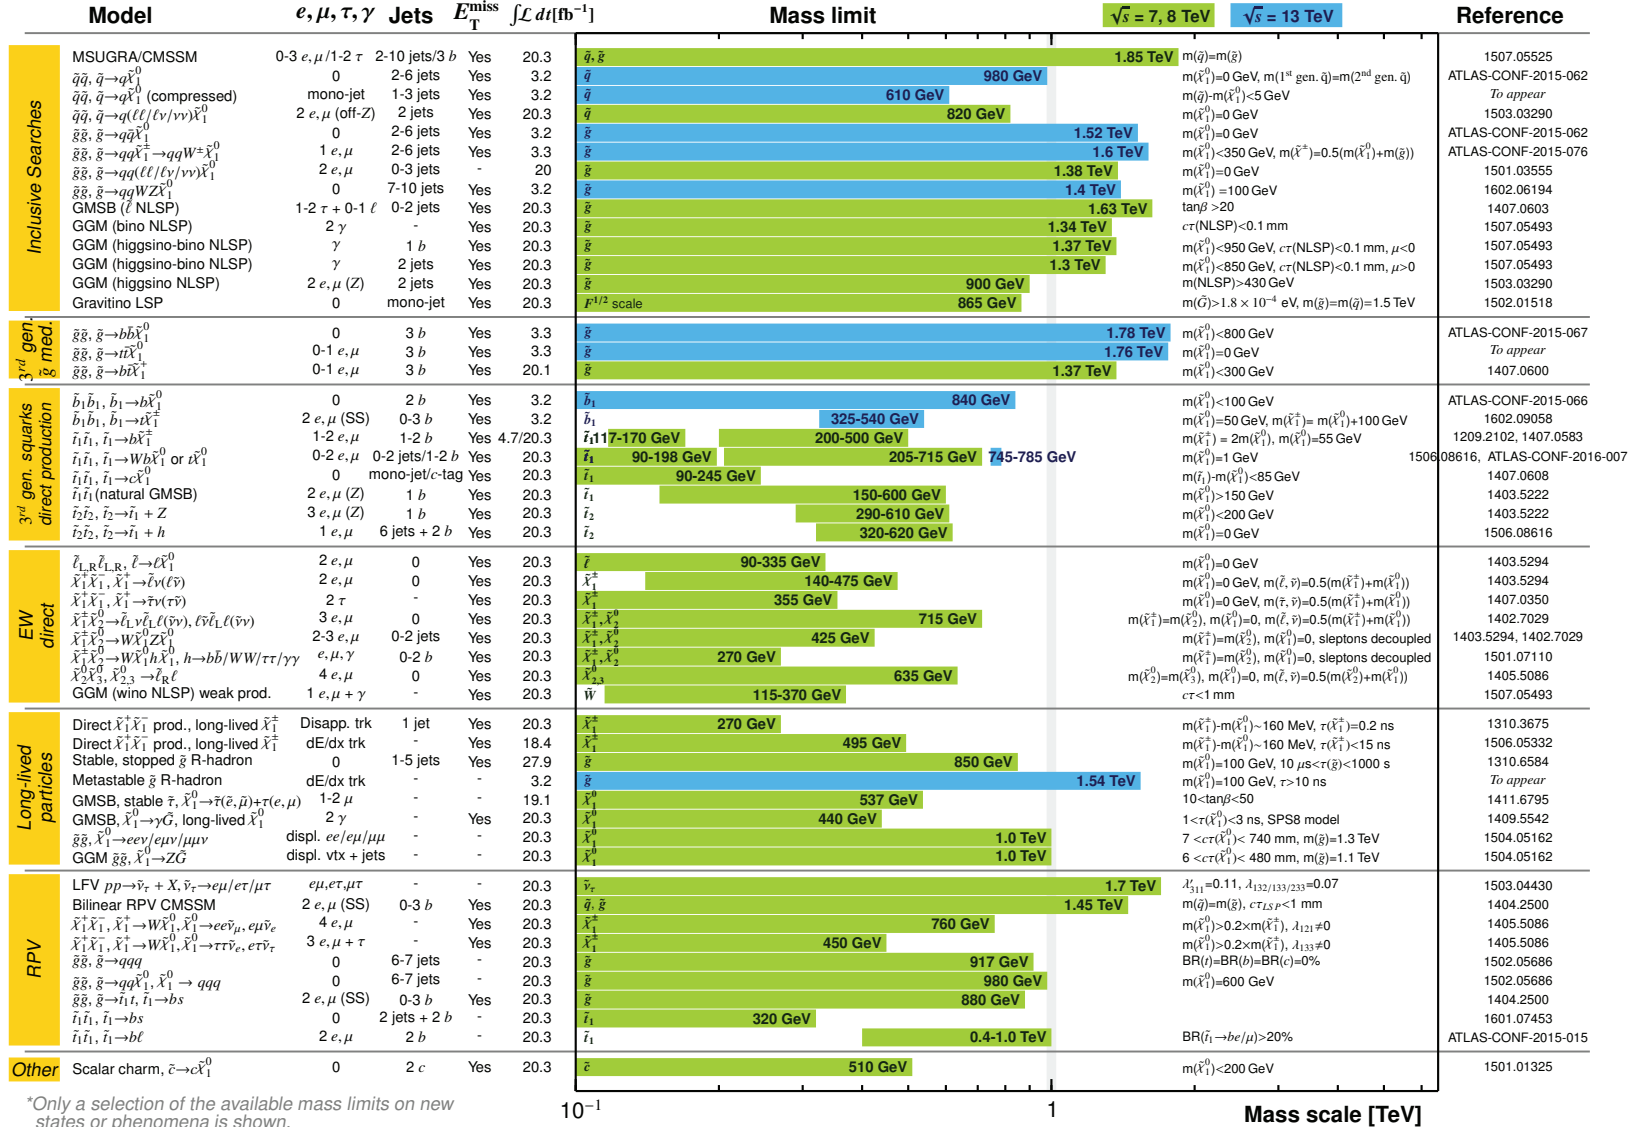 Model e, μ, τ, γ Jets E_T^miss ∫L dt[fb⁻¹] Mass limit √s = 7, 8 TeV √s = 13 TeV Reference
Inclusive Searches
MSUGRA/CMSSM 0-3 e, μ/1-2 τ 2-10 jets/3 b Yes 20.3 q̃, g̃ 1.85 TeV m(q̃)=m(g̃) 1507.05525
q̃q̃, q̃→qχ̃₁⁰ 0 2-6 jets Yes 3.2 q̃ 980 GeV m(χ̃₁⁰)=0 GeV, m(1st gen. q̃)=m(2nd gen. q̃) ATLAS-CONF-2015-062
q̃q̃, q̃→qχ̃₁⁰ (compressed) mono-jet 1-3 jets Yes 3.2 q̃ 610 GeV m(q̃)-m(χ̃₁⁰)<5 GeV To appear
q̃q̃, q̃→q(ℓℓ/ℓν/νν)χ̃₁⁰ 2 e, μ (off-Z) 2 jets Yes 20.3 q̃ 820 GeV m(χ̃₁⁰)=0 GeV 1503.03290
g̃g̃, g̃→qq̄χ̃₁⁰ 0 2-6 jets Yes 3.2 g̃ 1.52 TeV m(χ̃₁⁰)=0 GeV ATLAS-CONF-2015-062
g̃g̃, g̃→qqχ̃₁±→qqW±χ̃₁⁰ 1 e, μ 2-6 jets Yes 3.3 g̃ 1.6 TeV m(χ̃₁⁰)<350 GeV, m(χ̃±)=0.5(m(χ̃₁⁰)+m(g̃)) ATLAS-CONF-2015-076
g̃g̃, g̃→qq(ℓℓ/ℓν/νν)χ̃₁⁰ 2 e, μ 0-3 jets - 20 g̃ 1.38 TeV m(χ̃₁⁰)=0 GeV 1501.03555
g̃g̃, g̃→qqWZχ̃₁⁰ 0 7-10 jets Yes 3.2 g̃ 1.4 TeV m(χ̃₁⁰) =100 GeV 1602.06194
GMSB (ℓ̃ NLSP) 1-2 τ + 0-1 ℓ 0-2 jets Yes 20.3 g̃ 1.63 TeV tanβ >20 1407.0603
GGM (bino NLSP) 2 γ - Yes 20.3 g̃ 1.34 TeV cτ(NLSP)<0.1 mm 1507.05493
GGM (higgsino-bino NLSP) γ 1 b Yes 20.3 g̃ 1.37 TeV m(χ̃₁⁰)<950 GeV, cτ(NLSP)<0.1 mm, μ<0 1507.05493
GGM (higgsino-bino NLSP) γ 2 jets Yes 20.3 g̃ 1.3 TeV m(χ̃₁⁰)<850 GeV, cτ(NLSP)<0.1 mm, μ>0 1507.05493
GGM (higgsino NLSP) 2 e, μ (Z) 2 jets Yes 20.3 g̃ 900 GeV m(NLSP)>430 GeV 1503.03290
Gravitino LSP 0 mono-jet Yes 20.3 F^1/2 scale 865 GeV m(G̃)>1.8 × 10⁻⁴ eV, m(g̃)=m(q̃)=1.5 TeV 1502.01518
3rd gen. g̃ med.
g̃g̃, g̃→bb̄χ̃₁⁰ 0 3 b Yes 3.3 g̃ 1.78 TeV m(χ̃₁⁰)<800 GeV ATLAS-CONF-2015-067
g̃g̃, g̃→tt̄χ̃₁⁰ 0-1 e, μ 3 b Yes 3.3 g̃ 1.76 TeV m(χ̃₁⁰)=0 GeV To appear
g̃g̃, g̃→bt̄χ̃₁⁺ 0-1 e, μ 3 b Yes 20.1 g̃ 1.37 TeV m(χ̃₁⁰)<300 GeV 1407.0600
3rd gen. squarks direct production
b̃₁b̃₁, b̃₁→bχ̃₁⁰ 0 2 b Yes 3.2 b̃₁ 840 GeV m(χ̃₁⁰)<100 GeV ATLAS-CONF-2015-066
b̃₁b̃₁, b̃₁→tχ̃₁± 2 e, μ (SS) 0-3 b Yes 3.2 b̃₁ 325-540 GeV m(χ̃₁⁰)=50 GeV, m(χ̃₁±)= m(χ̃₁⁰)+100 GeV 1602.09058
t̃₁t̃₁, t̃₁→bχ̃₁± 1-2 e, μ 1-2 b Yes 4.7/20.3 t̃₁ 117-170 GeV 200-500 GeV m(χ̃₁±) = 2m(χ̃₁⁰), m(χ̃₁⁰)=55 GeV 1209.2102, 1407.0583
t̃₁t̃₁, t̃₁→Wbχ̃₁⁰ or tχ̃₁⁰ 0-2 e, μ 0-2 jets/1-2 b Yes 20.3 t̃₁ 90-198 GeV 205-715 GeV 745-785 GeV m(χ̃₁⁰)=1 GeV 1506.08616, ATLAS-CONF-2016-007
t̃₁t̃₁, t̃₁→cχ̃₁⁰ 0 mono-jet/c-tag Yes 20.3 t̃₁ 90-245 GeV m(t̃₁)-m(χ̃₁⁰)<85 GeV 1407.0608
t̃₁t̃₁(natural GMSB) 2 e, μ (Z) 1 b Yes 20.3 t̃₁ 150-600 GeV m(χ̃₁⁰)>150 GeV 1403.5222
t̃₂t̃₂, t̃₂→t̃₁ + Z 3 e, μ (Z) 1 b Yes 20.3 t̃₂ 290-610 GeV m(χ̃₁⁰)<200 GeV 1403.5222
t̃₂t̃₂, t̃₂→t̃₁ + h 1 e, μ 6 jets + 2 b Yes 20.3 t̃₂ 320-620 GeV m(χ̃₁⁰)=0 GeV 1506.08616
EW direct
ℓ̃L,Rℓ̃L,R, ℓ̃→ℓχ̃₁⁰ 2 e, μ 0 Yes 20.3 ℓ̃ 90-335 GeV m(χ̃₁⁰)=0 GeV 1403.5294
χ̃₁⁺χ̃₁⁻, χ̃₁⁺→ℓ̃ν(ℓν̃) 2 e, μ 0 Yes 20.3 χ̃₁± 140-475 GeV m(χ̃₁⁰)=0 GeV, m(ℓ̃, ν̃)=0.5(m(χ̃₁±)+m(χ̃₁⁰)) 1403.5294
χ̃₁⁺χ̃₁⁻, χ̃₁⁺→τ̃ν(τν̃) 2 τ - Yes 20.3 χ̃₁± 355 GeV m(χ̃₁⁰)=0 GeV, m(τ̃, ν̃)=0.5(m(χ̃₁±)+m(χ̃₁⁰)) 1407.0350
χ̃₁±χ̃₂⁰→ℓ̃Lνℓ̃Lℓ(ν̃ν), ℓν̃ℓ̃Lℓ(ν̃ν) 3 e, μ 0 Yes 20.3 χ̃₁±, χ̃₂⁰ 715 GeV m(χ̃₁±)=m(χ̃₂⁰), m(χ̃₁⁰)=0, m(ℓ̃, ν̃)=0.5(m(χ̃₁±)+m(χ̃₁⁰)) 1402.7029
χ̃₁±χ̃₂⁰→Wχ̃₁⁰Zχ̃₁⁰ 2-3 e, μ 0-2 jets Yes 20.3 χ̃₁±, χ̃₂⁰ 425 GeV m(χ̃₁±)=m(χ̃₂⁰), m(χ̃₁⁰)=0, sleptons decoupled 1403.5294, 1402.7029
χ̃₁±χ̃₂⁰→Wχ̃₁⁰hχ̃₁⁰, h→bb̄/WW/ττ/γγ e, μ, γ 0-2 b Yes 20.3 χ̃₁±, χ̃₂⁰ 270 GeV m(χ̃₁±)=m(χ̃₂⁰), m(χ̃₁⁰)=0, sleptons decoupled 1501.07110
χ̃₂⁰χ̃₃⁰, χ̃₂,₃⁰→ℓ̃Rℓ 4 e, μ 0 Yes 20.3 χ̃₂,₃⁰ 635 GeV m(χ̃₂⁰)=m(χ̃₃⁰), m(χ̃₁⁰)=0, m(ℓ̃, ν̃)=0.5(m(χ̃₂⁰)+m(χ̃₁⁰)) 1405.5086
GGM (wino NLSP) weak prod. 1 e, μ + γ - Yes 20.3 W̃ 115-370 GeV cτ<1 mm 1507.05493
Long-lived particles
Direct χ̃₁⁺χ̃₁⁻ prod., long-lived χ̃₁± Disapp. trk 1 jet Yes 20.3 χ̃₁± 270 GeV m(χ̃₁±)-m(χ̃₁⁰)~160 MeV, τ(χ̃₁±)=0.2 ns 1310.3675
Direct χ̃₁⁺χ̃₁⁻ prod., long-lived χ̃₁± dE/dx trk - Yes 18.4 χ̃₁± 495 GeV m(χ̃₁±)-m(χ̃₁⁰)~160 MeV, τ(χ̃₁±)<15 ns 1506.05332
Stable, stopped g̃ R-hadron 0 1-5 jets Yes 27.9 g̃ 850 GeV m(χ̃₁⁰)=100 GeV, 10 μs<τ(g̃)<1000 s 1310.6584
Metastable g̃ R-hadron dE/dx trk - - 3.2 g̃ 1.54 TeV m(χ̃₁⁰)=100 GeV, τ>10 ns To appear
GMSB, stable τ̃, χ̃₁⁰→τ̃(ẽ, μ̃)+τ(e, μ) 1-2 μ - - 19.1 χ̃₁⁰ 537 GeV 10<tanβ<50 1411.6795
GMSB, χ̃₁⁰→γG̃, long-lived χ̃₁⁰ 2 γ - Yes 20.3 χ̃₁⁰ 440 GeV 1<τ(χ̃₁⁰)<3 ns, SPS8 model 1409.5542
g̃g̃, χ̃₁⁰→eeν/eμν/μμν displ. ee/eμ/μμ - - 20.3 χ̃₁⁰ 1.0 TeV 7 <cτ(χ̃₁⁰)< 740 mm, m(g̃)=1.3 TeV 1504.05162
GGM g̃g̃, χ̃₁⁰→ZG̃ displ. vtx + jets - - 20.3 χ̃₁⁰ 1.0 TeV 6 <cτ(χ̃₁⁰)< 480 mm, m(g̃)=1.1 TeV 1504.05162
RPV
LFV pp→ν̃τ + X, ν̃τ→eμ/eτ/μτ eμ,eτ,μτ - - 20.3 ν̃τ 1.7 TeV λ′₃₁₁=0.11, λ₁₃₂/₁₃₃/₂₃₃=0.07 1503.04430
Bilinear RPV CMSSM 2 e, μ (SS) 0-3 b Yes 20.3 q̃, g̃ 1.45 TeV m(q̃)=m(g̃), cτLSP<1 mm 1404.2500
χ̃₁⁺χ̃₁⁻, χ̃₁⁺→Wχ̃₁⁰, χ̃₁⁰→eeν̃μ, eμν̃e 4 e, μ - Yes 20.3 χ̃₁± 760 GeV m(χ̃₁⁰)>0.2×m(χ̃₁±), λ₁₂₁≠0 1405.5086
χ̃₁⁺χ̃₁⁻, χ̃₁⁺→Wχ̃₁⁰, χ̃₁⁰→ττν̃e, eτν̃τ 3 e, μ + τ - Yes 20.3 χ̃₁± 450 GeV m(χ̃₁⁰)>0.2×m(χ̃₁±), λ₁₃₃≠0 1405.5086
g̃g̃, g̃→qqq 0 6-7 jets - 20.3 g̃ 917 GeV BR(t)=BR(b)=BR(c)=0% 1502.05686
g̃g̃, g̃→qqχ̃₁⁰, χ̃₁⁰ → qqq 0 6-7 jets - 20.3 g̃ 980 GeV m(χ̃₁⁰)=600 GeV 1502.05686
g̃g̃, g̃→t̃₁t, t̃₁→bs 2 e, μ (SS) 0-3 b Yes 20.3 g̃ 880 GeV 1404.2500
t̃₁t̃₁, t̃₁→bs 0 2 jets + 2 b - 20.3 t̃₁ 320 GeV 1601.07453
t̃₁t̃₁, t̃₁→bℓ 2 e, μ 2 b - 20.3 t̃₁ 0.4-1.0 TeV BR(t̃₁→be/μ)>20% ATLAS-CONF-2015-015
Other Scalar charm, c̃→cχ̃₁⁰ 0 2 c Yes 20.3 c̃ 510 GeV m(χ̃₁⁰)<200 GeV 1501.01325
10⁻¹ 1 Mass scale [TeV]
*Only a selection of the available mass limits on new
states or phenomena is shown.